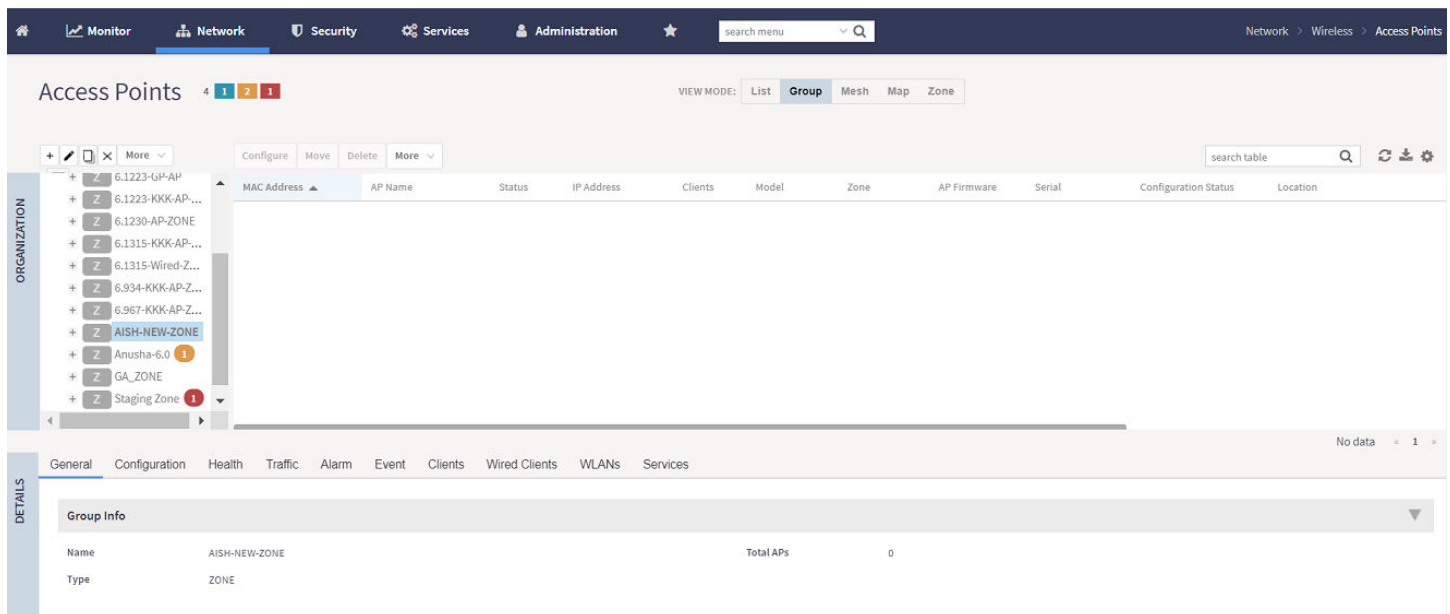 Monitor Network Security Services Administration search menu Network > Wireless > Access Points
Access Points 4 1 2 1 VIEW MODE: List Group Mesh Map Zone
More Configure Move Delete More search table
ORGANIZATION
MAC Address AP Name Status IP Address Clients Model Zone AP Firmware Serial Configuration Status Location
+ Z 6.1223-GP-AP
+ Z 6.1223-KKK-AP-...
+ Z 6.1230-AP-ZONE
+ Z 6.1315-KKK-AP-...
+ Z 6.1315-Wired-Z...
+ Z 6.934-KKK-AP-Z...
+ Z 6.967-KKK-AP-Z...
+ Z AISH-NEW-ZONE
+ Z Anusha-6.0 1
+ Z GA_ZONE
+ Z Staging Zone 1
No data « 1 »
DETAILS
General Configuration Health Traffic Alarm Event Clients Wired Clients WLANs Services
Group Info
Name AISH-NEW-ZONE Total APs 0
Type ZONE